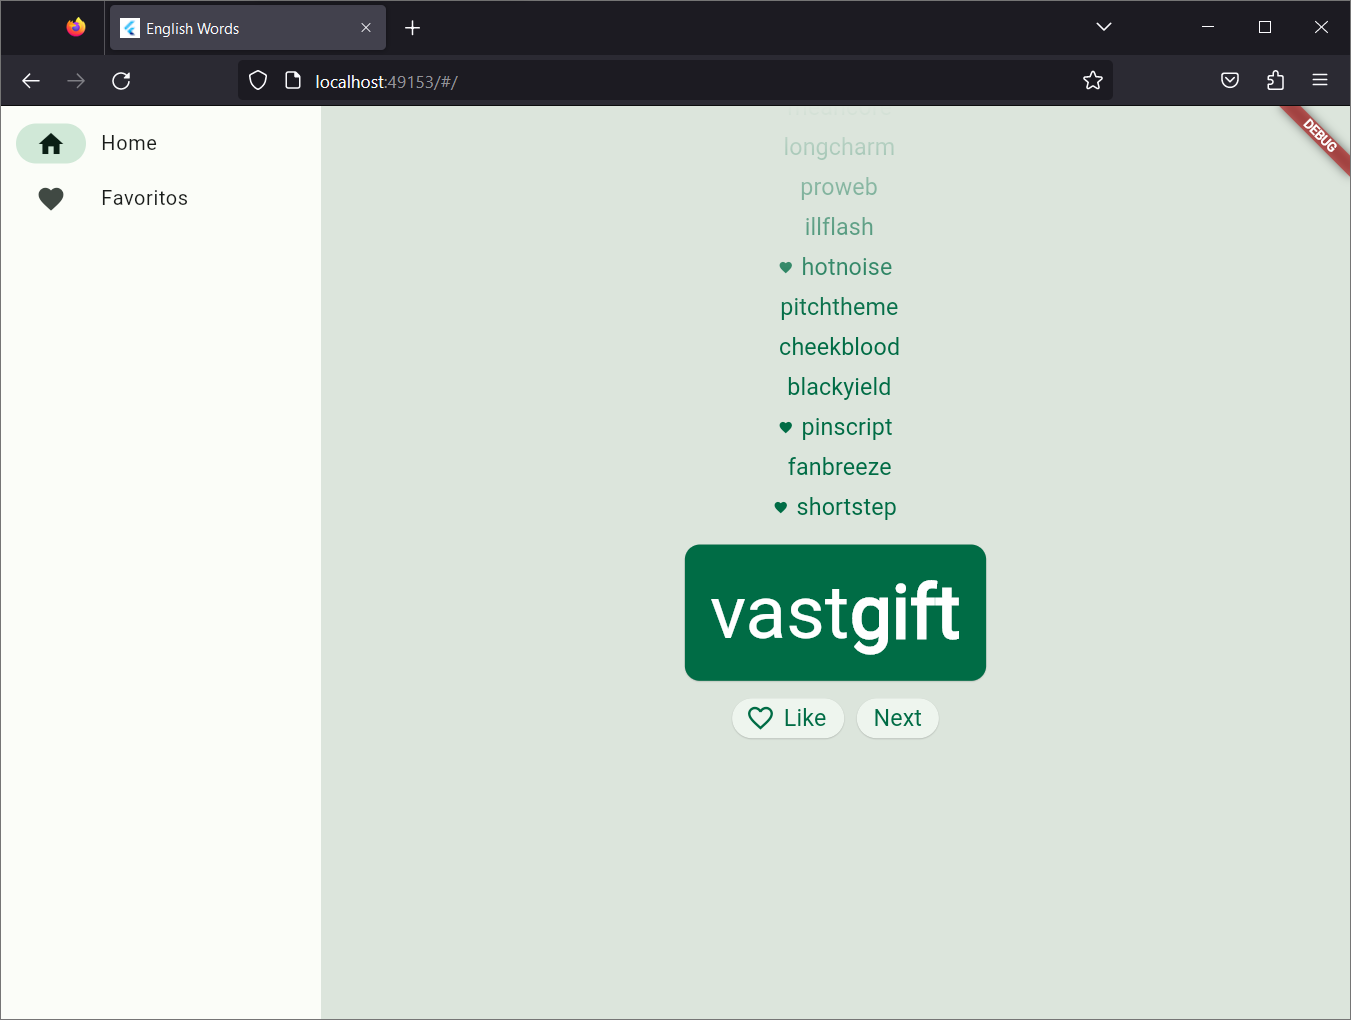 English Words
localhost:49153/#/
DEBUG
Home
Favoritos
longcharm
proweb
illflash
hotnoise
pitchtheme
cheekblood
blackyield
pinscript
fanbreeze
shortstep
vastgift
Like
Next